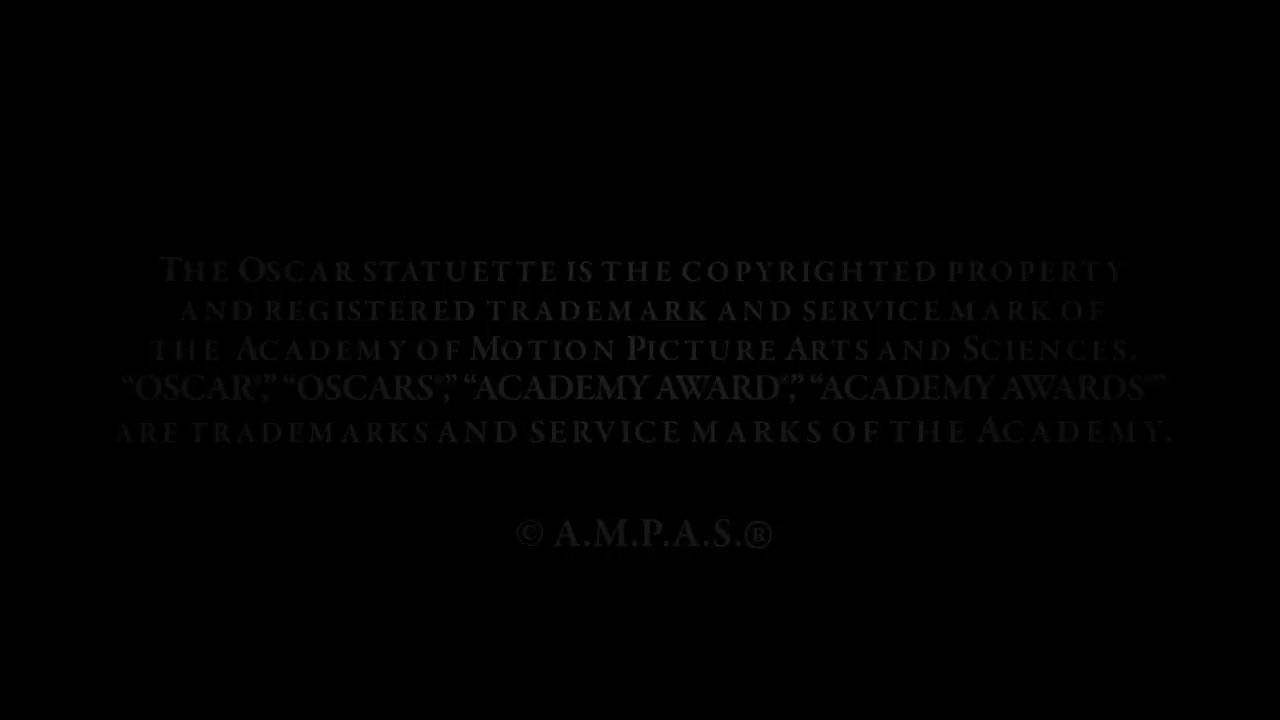 The Oscar statuette is the copyrighted property
and registered trademark and service mark of
the Academy of Motion Picture Arts and Sciences.
“OSCAR®,” “OSCARS®,” “ACADEMY AWARD®,” “ACADEMY AWARDS®”
are trademarks and service marks of the Academy.
© A.M.P.A.S.®